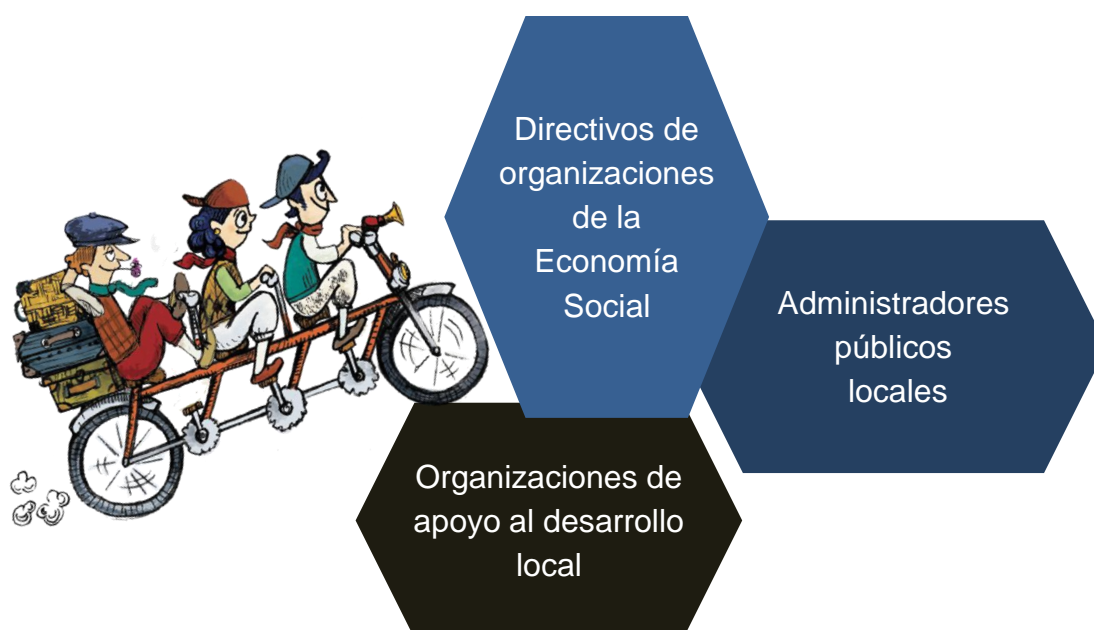 Directivos de
organizaciones
de la
Economía
Social
Administradores
públicos
locales
Organizaciones de
apoyo al desarrollo
local